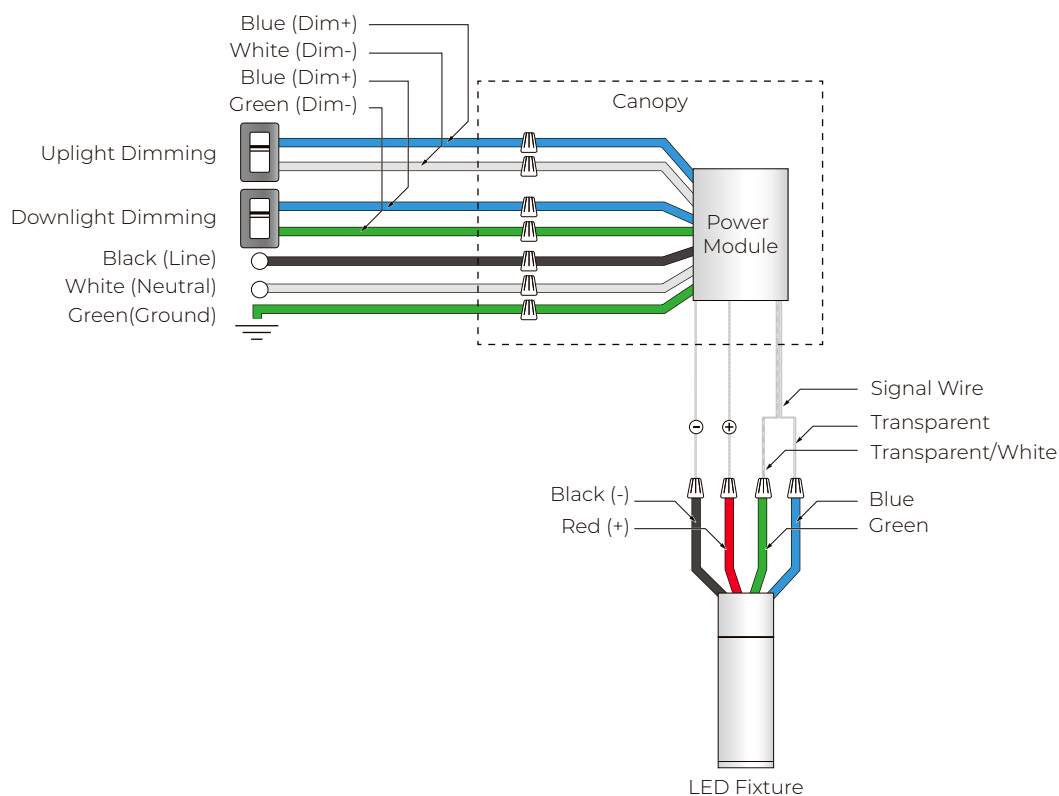 Blue (Dim+)
White (Dim-)
Blue (Dim+)
Green (Dim-)
Canopy
Uplight Dimming
Downlight Dimming
Black (Line)
White (Neutral)
Green(Ground)
Power
Module
Signal Wire
Transparent
Transparent/White
-
+
Black (-)
Red (+)
Blue
Green
LED Fixture